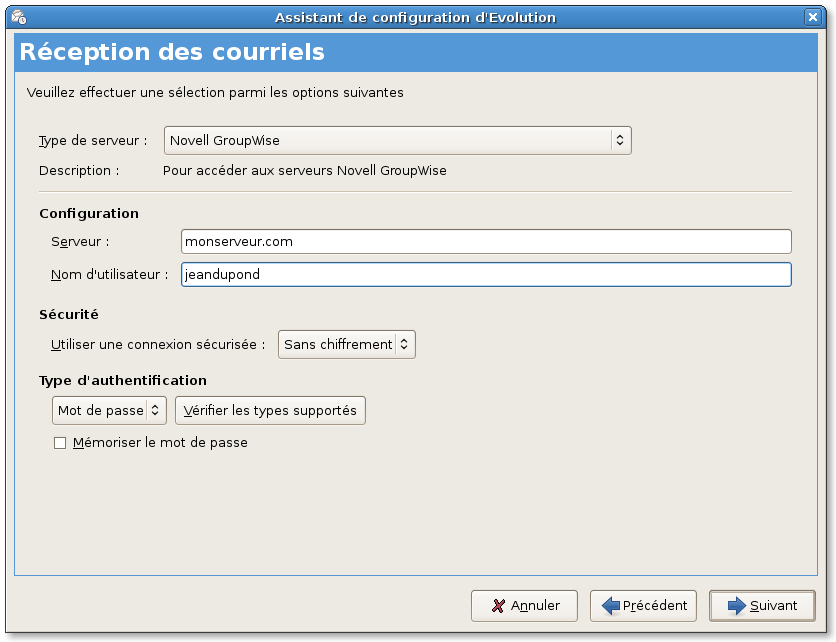 Assistant de configuration d'Evolution
Réception des courriels
Veuillez effectuer une sélection parmi les options suivantes
Type de serveur : Novell GroupWise
Description : Pour accéder aux serveurs Novell GroupWise
Configuration
Serveur : monserveur.com
Nom d'utilisateur : jeandupond
Sécurité
Utiliser une connexion sécurisée : Sans chiffrement
Type d'authentification
Mot de passe Vérifier les types supportés
Mémoriser le mot de passe
Annuler Précédent Suivant